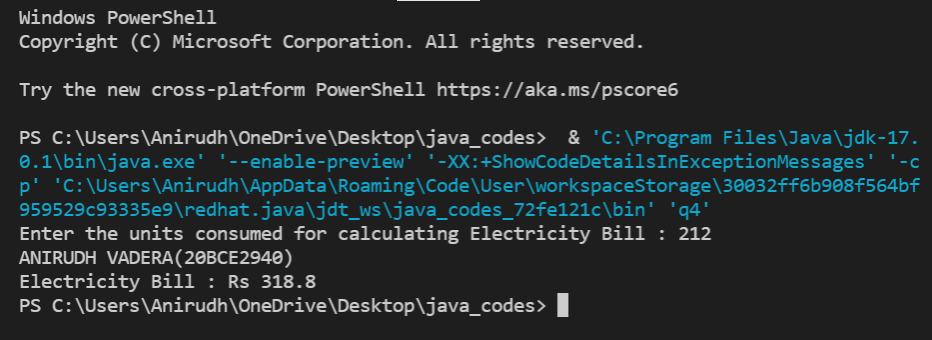 Windows PowerShell
Copyright (C) Microsoft Corporation. All rights reserved.
Try the new cross-platform PowerShell https://aka.ms/pscore6
PS C:\Users\Anirudh\OneDrive\Desktop\java_codes>  & 'C:\Program Files\Java\jdk-17.
0.1\bin\java.exe' '--enable-preview' '-XX:+ShowCodeDetailsInExceptionMessages' '-c
p' 'C:\Users\Anirudh\AppData\Roaming\Code\User\workspaceStorage\30032ff6b908f564bf
959529c93335e9\redhat.java\jdt_ws\java_codes_72fe121c\bin' 'q4'
Enter the units consumed for calculating Electricity Bill : 212
ANIRUDH VADERA(20BCE2940)
Electricity Bill : Rs 318.8
PS C:\Users\Anirudh\OneDrive\Desktop\java_codes>